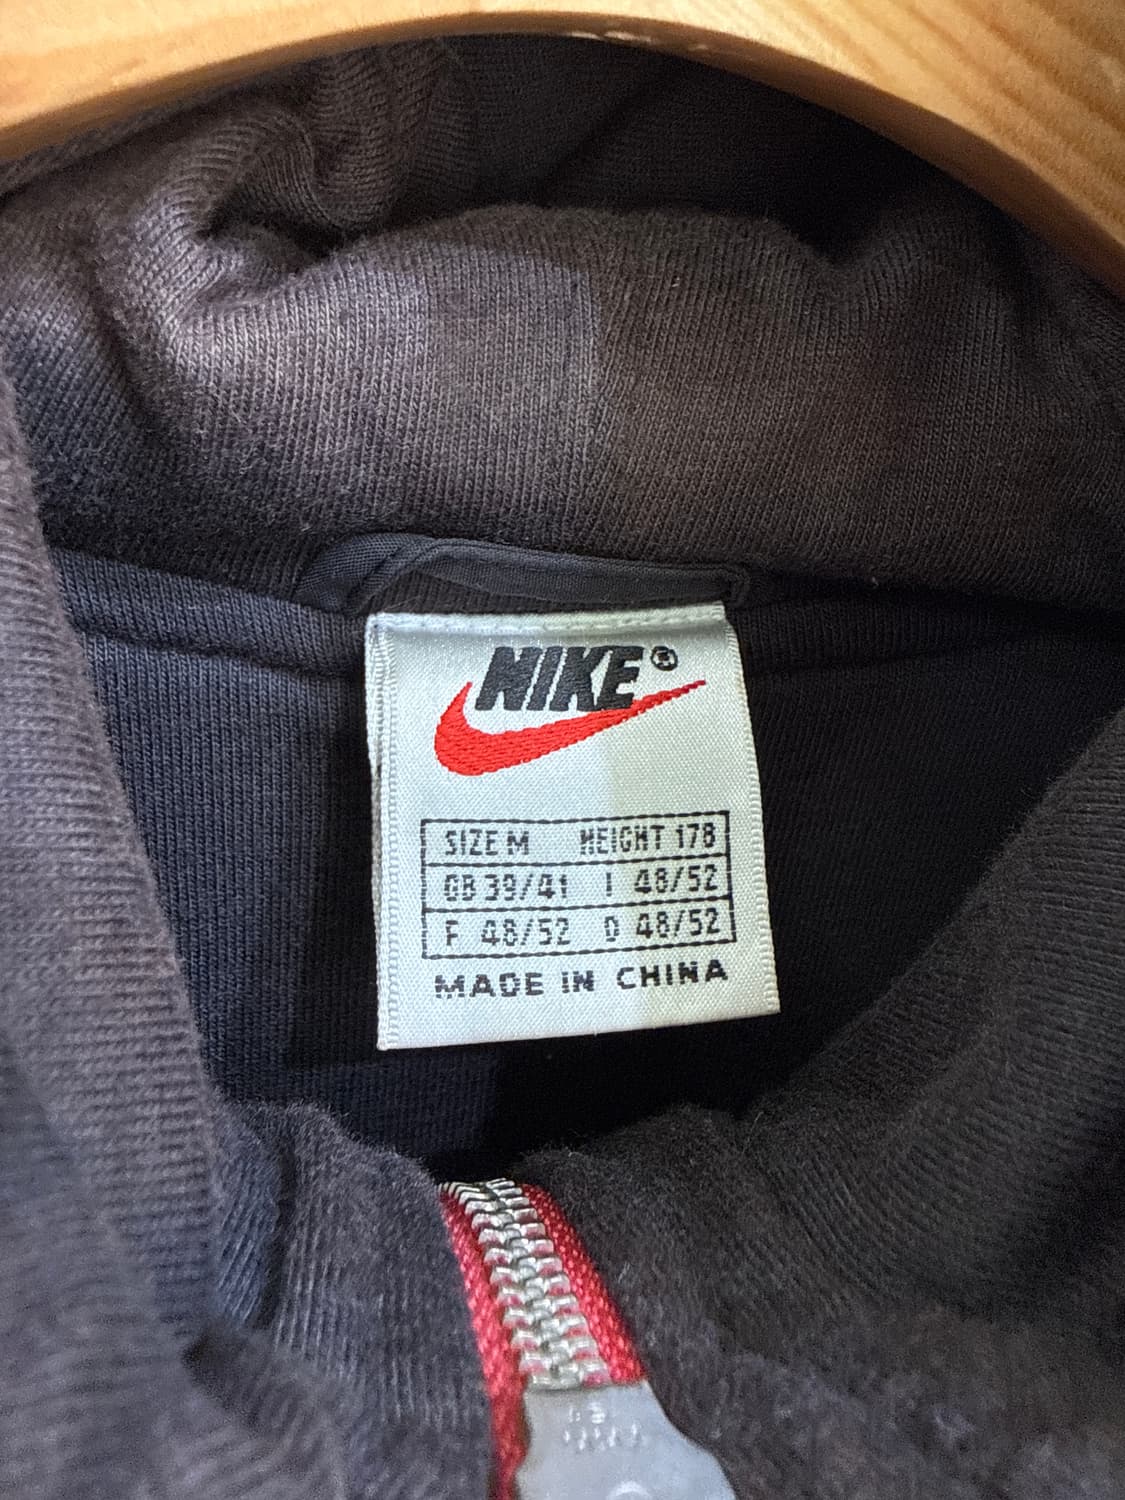 NIKE®
SIZE M HEIGHT 178
GB 39/41 I 48/52
F 48/52 D 48/52
MADE IN CHINA